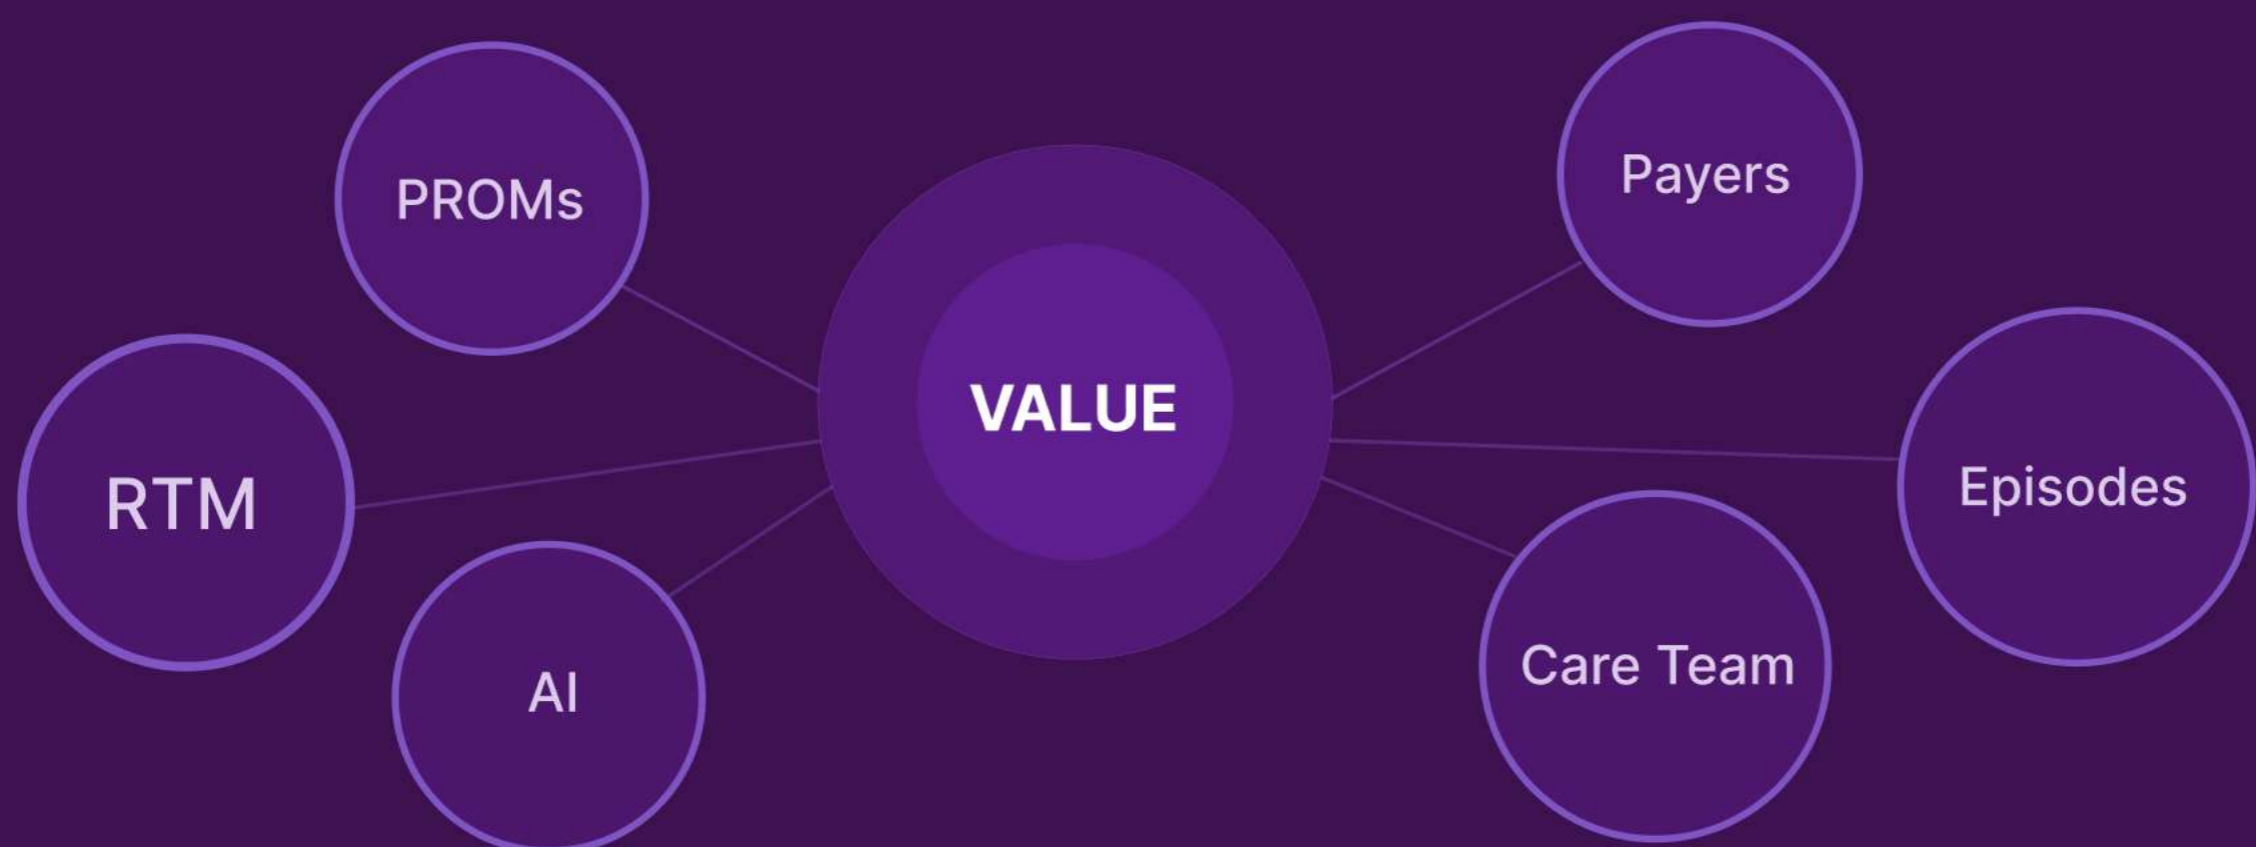 PROMs
RTM
AI
VALUE
Payers
Episodes
Care Team